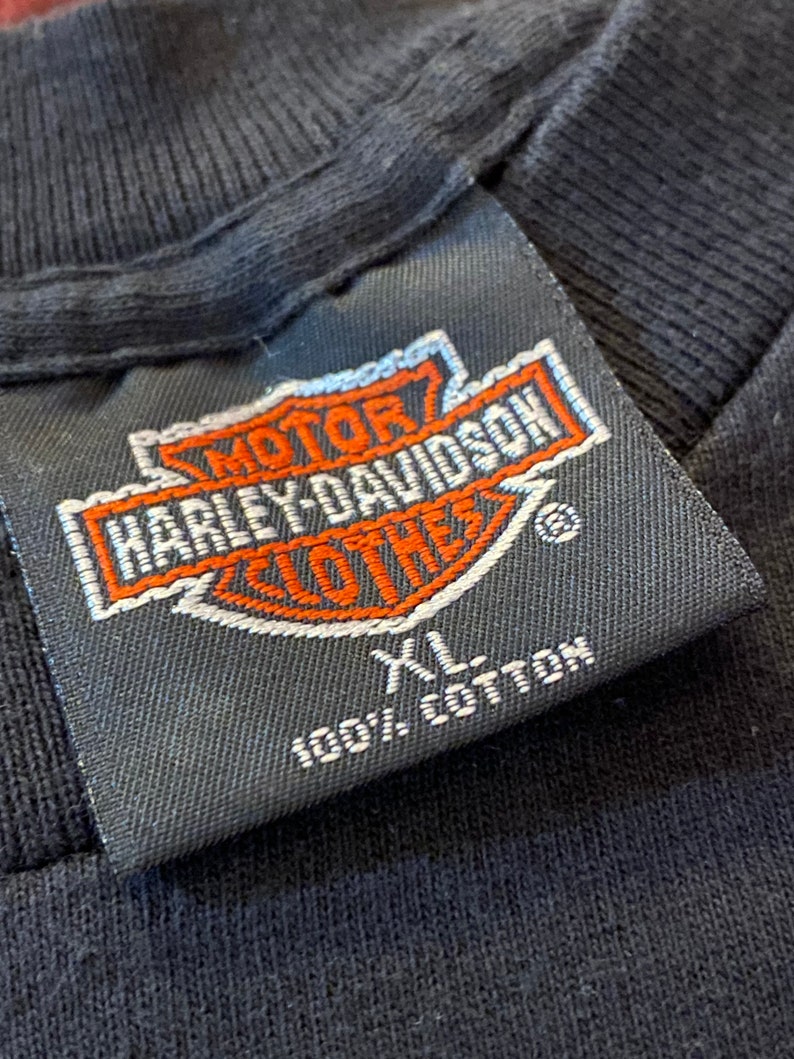 MOTOR
HARLEY-DAVIDSON
CLOTHES
®
XL.
100% COTTON